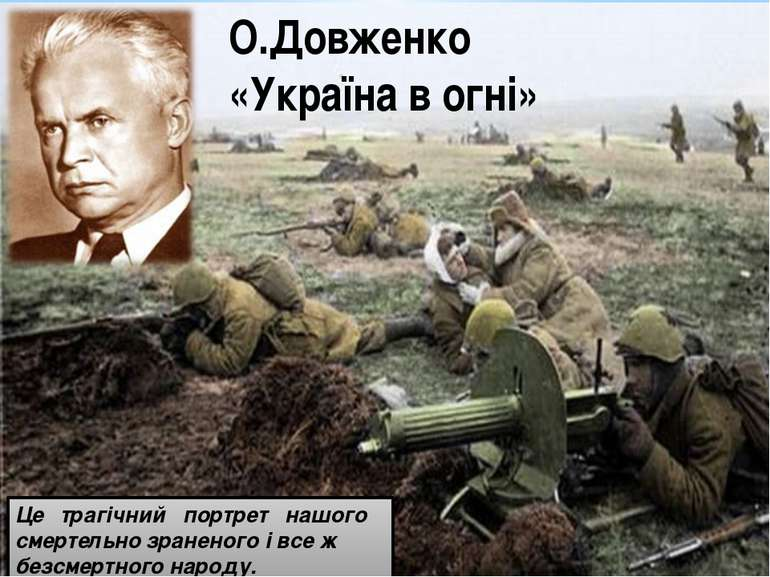 О.Довженко
«Україна в огні»
Це трагічний портрет нашого
смертельно зраненого і все ж
безсмертного народу.